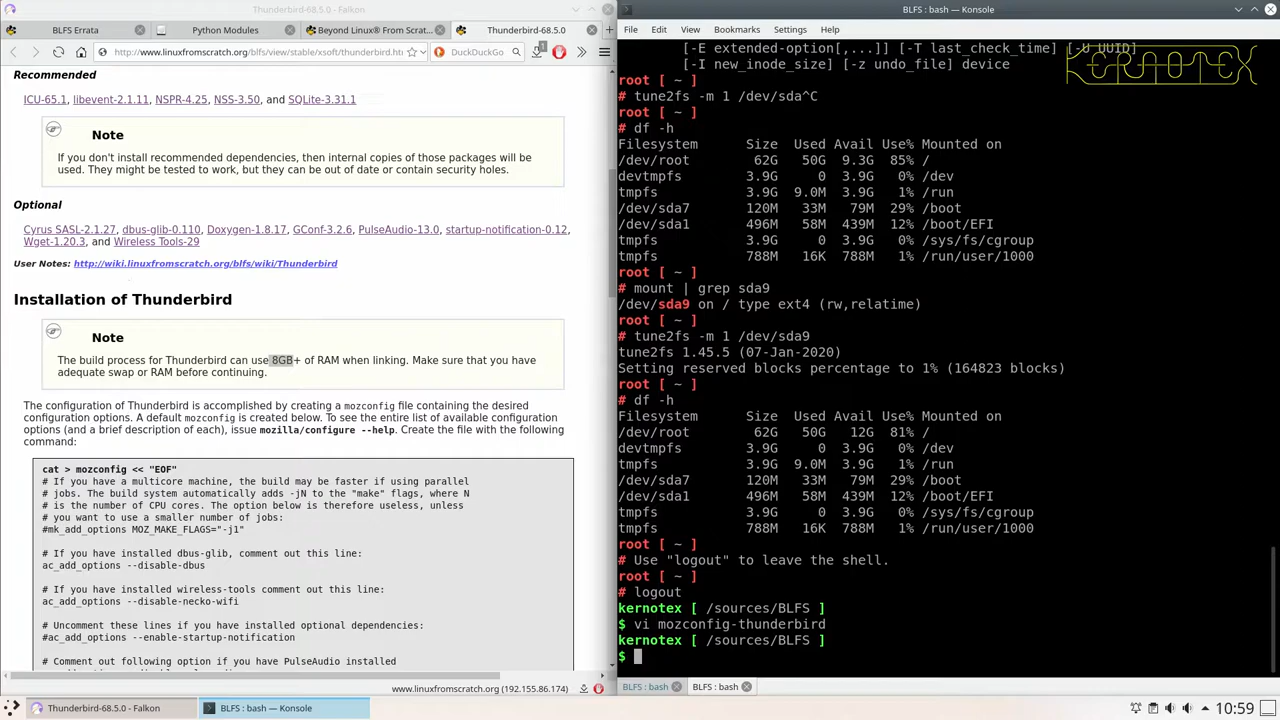 Thunderbird-68.5.0 - Falkon
BLFS Errata
Python Modules
Beyond Linux® From Scratch...
Thunderbird-68.5.0
http://www.linuxfromscratch.org/blfs/view/stable/xsoft/thunderbird.ht
DuckDuckGo
1
Recommended
ICU-65.1, libevent-2.1.11, NSPR-4.25, NSS-3.50, and SQLite-3.31.1
Note
If you don't install recommended dependencies, then internal copies of those packages will be
used. They might be tested to work, but they can be out of date or contain security holes.
Optional
Cyrus SASL-2.1.27, dbus-glib-0.110, Doxygen-1.8.17, GConf-3.2.6, PulseAudio-13.0, startup-notification-0.12,
Wget-1.20.3, and Wireless Tools-29
User Notes: http://wiki.linuxfromscratch.org/blfs/wiki/Thunderbird
Installation of Thunderbird
Note
The build process for Thunderbird can use 8GB+ of RAM when linking. Make sure that you have
adequate swap or RAM before continuing.
The configuration of Thunderbird is accomplished by creating a mozconfig file containing the desired
configuration options. A default mozconfig is created below. To see the entire list of available configuration
options (and a brief description of each), issue mozilla/configure --help. Create the file with the following
command:
cat > mozconfig << "EOF"
# If you have a multicore machine, the build may be faster if using parallel
# jobs. The build system automatically adds -jN to the "make" flags, where N
# is the number of CPU cores. The option below is therefore useless, unless
# you want to use a smaller number of jobs:
#mk_add_options MOZ_MAKE_FLAGS="-j1"
# If you have installed dbus-glib, comment out this line:
ac_add_options --disable-dbus
# If you have installed wireless-tools comment out this line:
ac_add_options --disable-necko-wifi
# Uncomment these lines if you have installed optional dependencies:
#ac_add_options --enable-startup-notification
# Comment out following option if you have PulseAudio installed
www.linuxfromscratch.org (192.155.86.174)
BLFS : bash — Konsole
File Edit View Bookmarks Settings Help
KERNOTEX
[-E extended-option[,...]] [-T last_check_time] [-U UUID]
[-I new_inode_size] [-z undo_file] device
root [ ~ ]
# tune2fs -m 1 /dev/sda^C
root [ ~ ]
# df -h
Filesystem Size Used Avail Use% Mounted on
/dev/root 62G 50G 9.3G 85% /
devtmpfs 3.9G 0 3.9G 0% /dev
tmpfs 3.9G 9.0M 3.9G 1% /run
/dev/sda7 120M 33M 79M 29% /boot
/dev/sda1 496M 58M 439M 12% /boot/EFI
tmpfs 3.9G 0 3.9G 0% /sys/fs/cgroup
tmpfs 788M 16K 788M 1% /run/user/1000
root [ ~ ]
# mount | grep sda9
/dev/sda9 on / type ext4 (rw,relatime)
root [ ~ ]
# tune2fs -m 1 /dev/sda9
tune2fs 1.45.5 (07-Jan-2020)
Setting reserved blocks percentage to 1% (164823 blocks)
root [ ~ ]
# df -h
Filesystem Size Used Avail Use% Mounted on
/dev/root 62G 50G 12G 81% /
devtmpfs 3.9G 0 3.9G 0% /dev
tmpfs 3.9G 9.0M 3.9G 1% /run
/dev/sda7 120M 33M 79M 29% /boot
/dev/sda1 496M 58M 439M 12% /boot/EFI
tmpfs 3.9G 0 3.9G 0% /sys/fs/cgroup
tmpfs 788M 16K 788M 1% /run/user/1000
root [ ~ ]
# Use "logout" to leave the shell.
root [ ~ ]
# logout
kernotex [ /sources/BLFS ]
$ vi mozconfig-thunderbird
kernotex [ /sources/BLFS ]
$
BLFS : bash
BLFS : bash
Thunderbird-68.5.0 - Falkon
BLFS : bash — Konsole
10:59